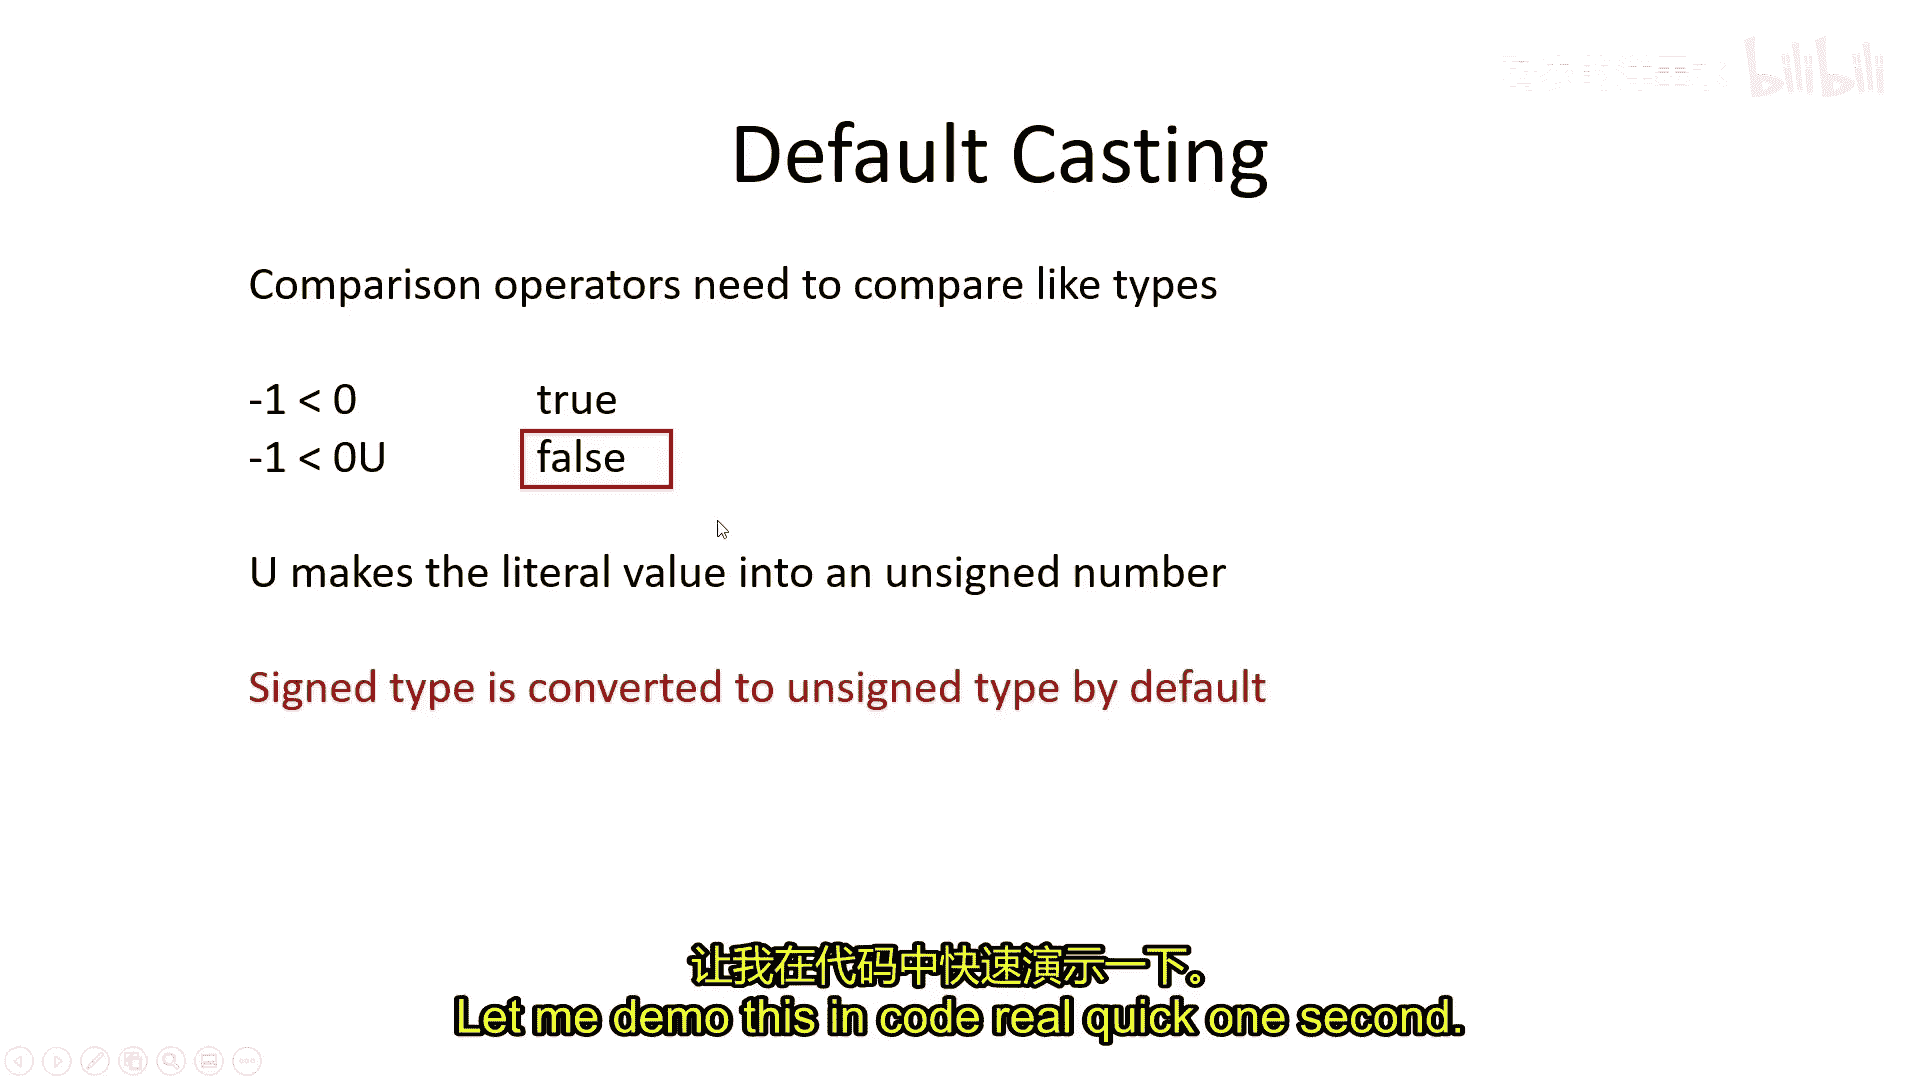 bilibili
Default Casting
Comparison operators need to compare like types
-1 < 0 true
-1 < 0U false
U makes the literal value into an unsigned number
Signed type is converted to unsigned type by default
让我在代码中快速演示一下。
Let me demo this in code real quick one second.